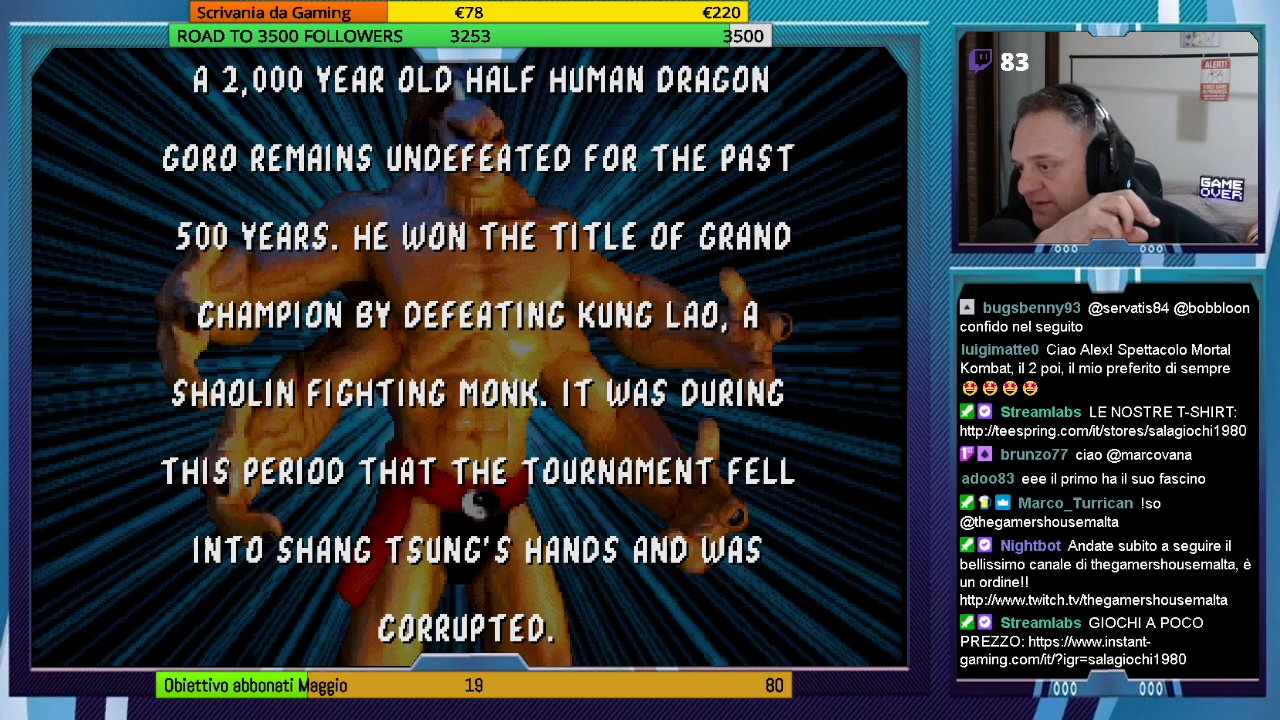 Scrivania da Gaming €78 €220
ROAD TO 3500 FOLLOWERS 3253 3500
A 2,000 YEAR OLD HALF HUMAN DRAGON
GORO REMAINS UNDEFEATED FOR THE PAST
500 YEARS. HE WON THE TITLE OF GRAND
CHAMPION BY DEFEATING KUNG LAO, A
SHAOLIN FIGHTING MONK. IT WAS DURING
THIS PERIOD THAT THE TOURNAMENT FELL
INTO SHANG TSUNG'S HANDS AND WAS
CORRUPTED.
Obiettivo abbonati Maggio 19 80
83
ALERT!
GAME
OVER
bugsbenny93 @servatis84 @bobbloon
confido nel seguito
luigimatte0 Ciao Alex! Spettacolo Mortal
Kombat, il 2 poi, il mio preferito di sempre
Streamlabs LE NOSTRE T-SHIRT:
http://teespring.com/it/stores/salagiochi1980
brunzo77 ciao @marcovana
adoo83 eee il primo ha il suo fascino
Marco_Turrican !so
@thegamershousemalta
Nightbot Andate subito a seguire il
bellissimo canale di thegamershousemalta, è
un ordine!!
http://www.twitch.tv/thegamershousemalta
Streamlabs GIOCHI A POCO
PREZZO: https://www.instant-
gaming.com/it/?igr=salagiochi1980